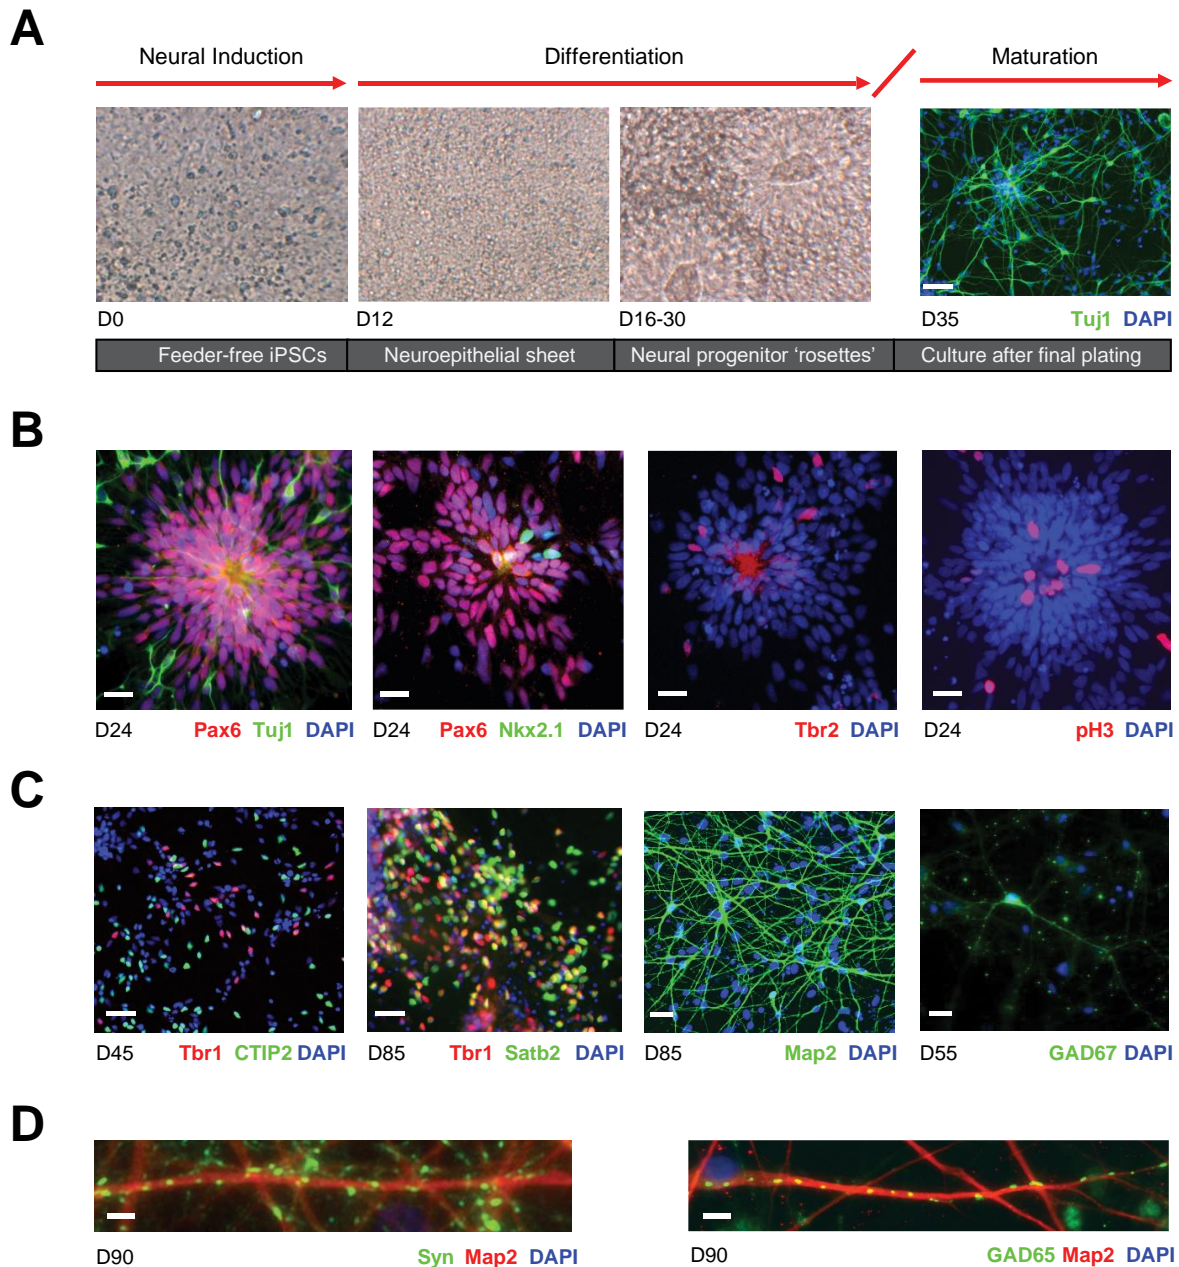 A
Neural Induction Differentiation Maturation
D0 D12 D16-30 D35 Tuj1 DAPI
Feeder-free iPSCs Neuroepithelial sheet Neural progenitor ‘rosettes’ Culture after final plating
B
D24 Pax6 Tuj1 DAPI D24 Pax6 Nkx2.1 DAPI D24 Tbr2 DAPI D24 pH3 DAPI
C
D45 Tbr1 CTIP2 DAPI D85 Tbr1 Satb2 DAPI D85 Map2 DAPI D55 GAD67 DAPI
D
D90 Syn Map2 DAPI D90 GAD65 Map2 DAPI